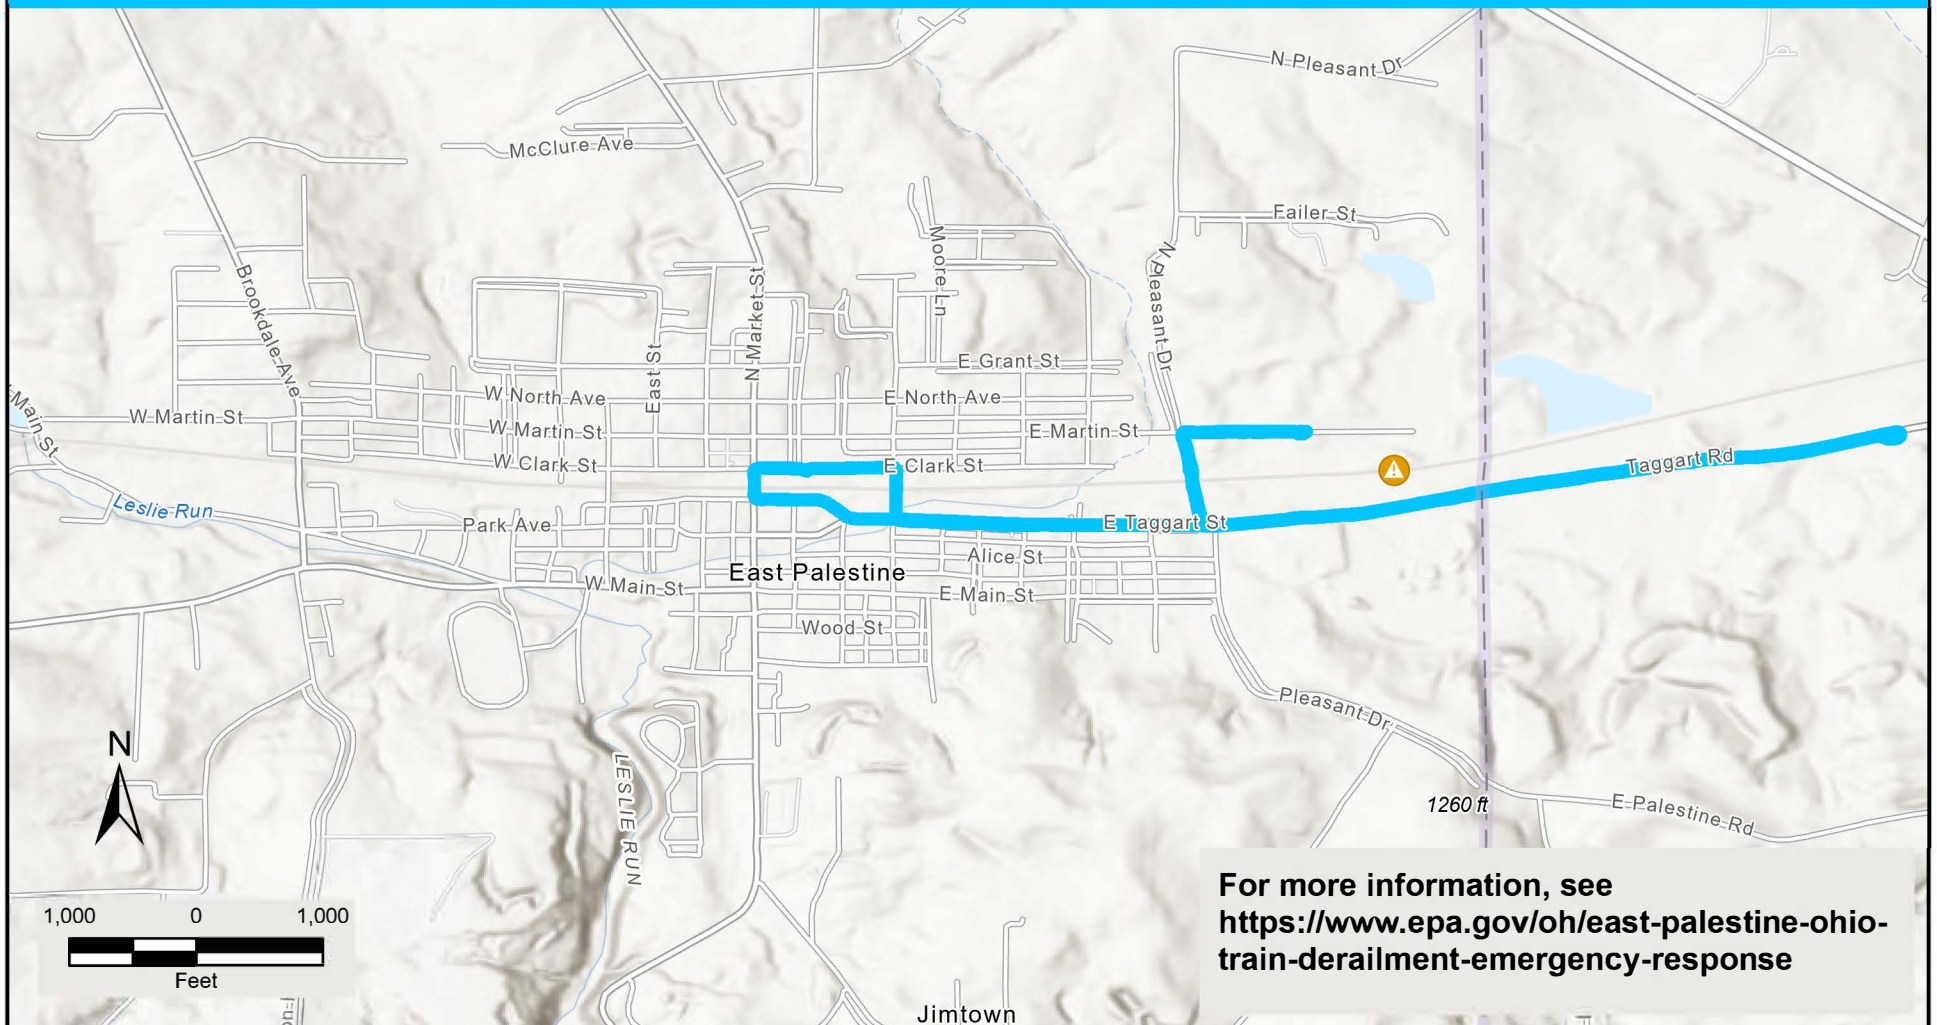 N Pleasant Dr
McClure Ave
Failer St
Moore Ln
N Pleasant Dr
Brookdale Ave
N Market St
East St
E Grant St
W North Ave
E North Ave
Main St
W Martin St
W Martin St
E Martin St
W Clark St
E Clark St
Taggart Rd
Leslie Run
Park Ave
E Taggart St
Alice St
East Palestine
W Main St
E Main St
Wood St
Pleasant Dr
N
LESLIE RUN
1260 ft
E Palestine Rd
For more information, see
https://www.epa.gov/oh/east-palestine-ohio-
train-derailment-emergency-response
1,000 0 1,000
Feet
Jimtown